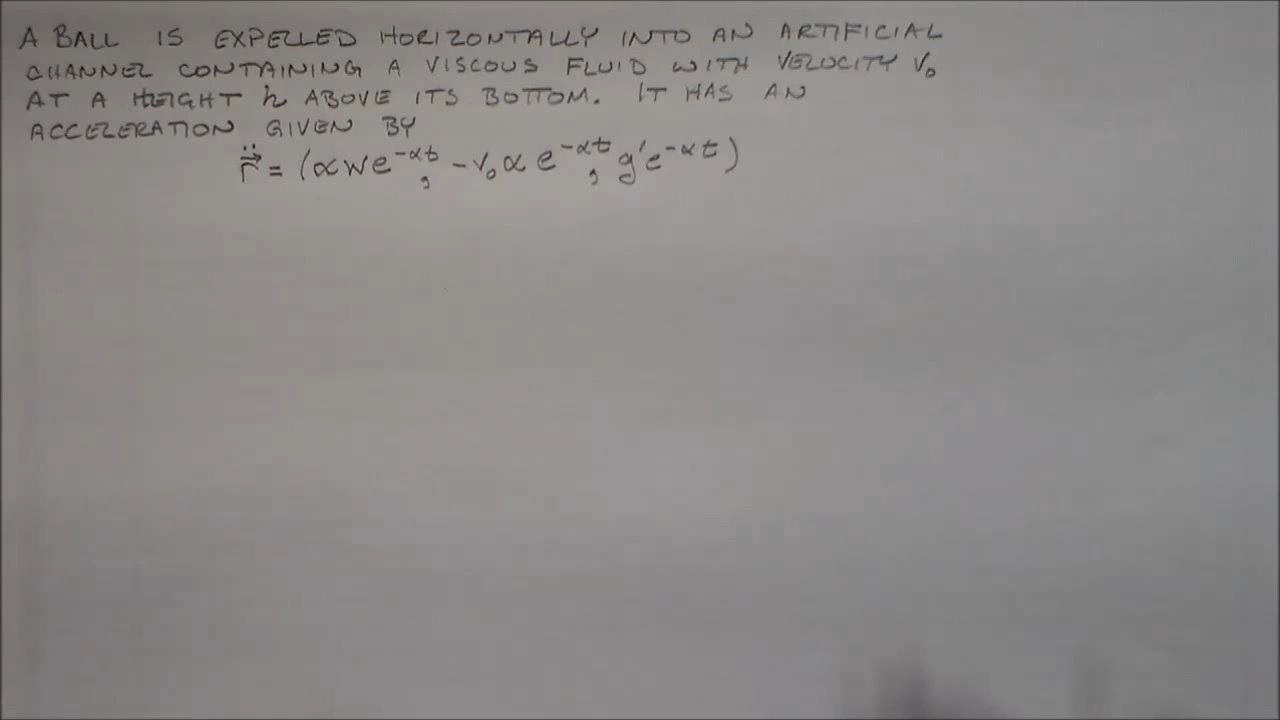 A BALL IS EXPELLED HORIZONTALLY INTO AN ARTIFICIAL
CHANNEL CONTAINING A VISCOUS FLUID WITH VELOCITY V₀
AT A HEIGHT h ABOVE ITS BOTTOM. IT HAS AN
ACCELERATION GIVEN BY
r⃗̈ = (αwe^{-αt}, -v₀αe^{-αt}, g'e^{-αt})